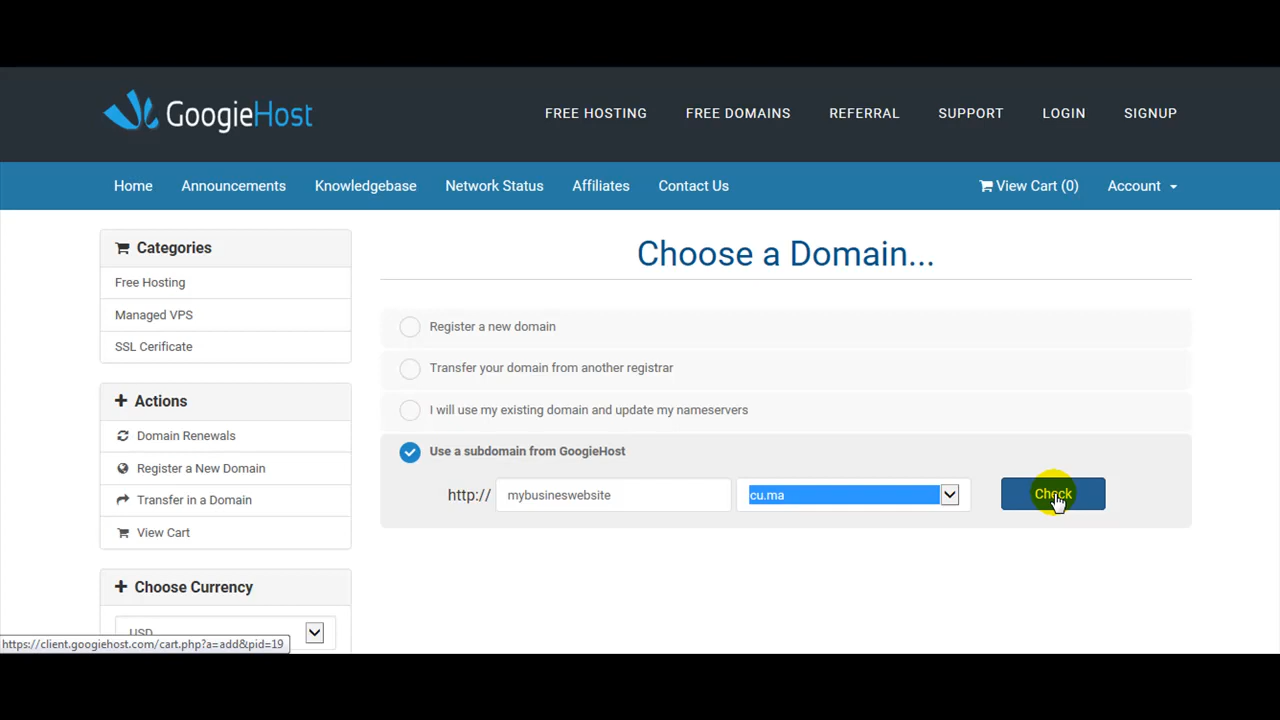 GoogieHost
FREE HOSTING FREE DOMAINS REFERRAL SUPPORT LOGIN SIGNUP
Home Announcements Knowledgebase Network Status Affiliates Contact Us View Cart (0) Account
Categories
Free Hosting
Managed VPS
SSL Cerificate
Actions
Domain Renewals
Register a New Domain
Transfer in a Domain
View Cart
Choose Currency
USD
Choose a Domain...
Register a new domain
Transfer your domain from another registrar
I will use my existing domain and update my nameservers
Use a subdomain from GoogieHost
http:// mybusineswebsite cu.ma Check
https://client.googiehost.com/cart.php?a=add&pid=19